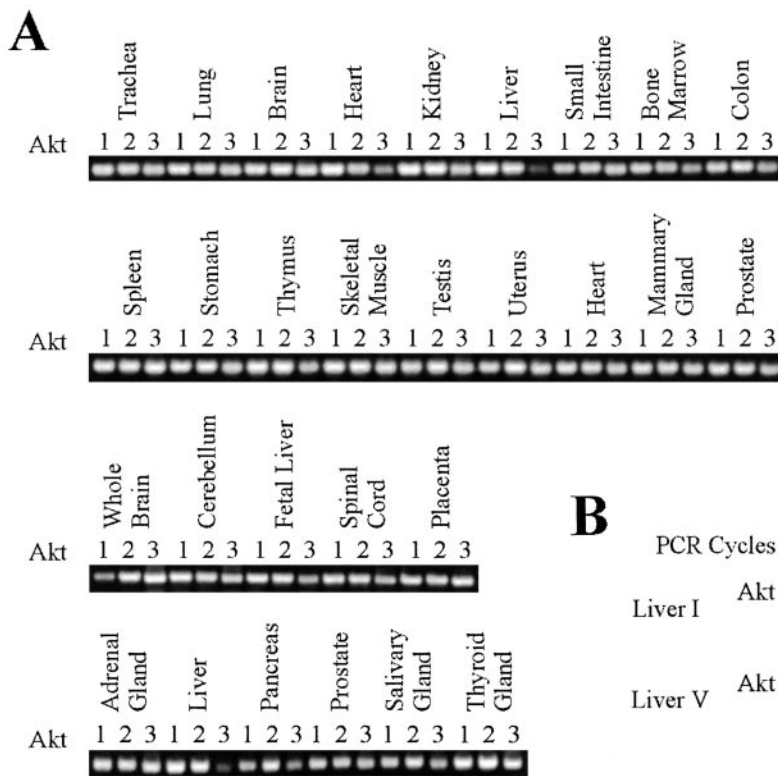 A
Trachea Lung Brain Heart Kidney Liver Small Intestine Bone Marrow Colon
Akt 1 2 3 1 2 3 1 2 3 1 2 3 1 2 3 1 2 3 1 2 3 1 2 3 1 2 3
Spleen Stomach Thymus Skeletal Muscle Testis Uterus Heart Mammary Gland Prostate
Akt 1 2 3 1 2 3 1 2 3 1 2 3 1 2 3 1 2 3 1 2 3 1 2 3 1 2 3
Whole Brain Cerebellum Fetal Liver Spinal Cord Placenta
Akt 1 2 3 1 2 3 1 2 3 1 2 3 1 2 3
Adrenal Gland Liver Pancreas Prostate Salivary Gland Thyroid Gland
Akt 1 2 3 1 2 3 1 2 3 1 2 3 1 2 3 1 2 3
B
PCR Cycles
Akt
Liver I
Akt
Liver V